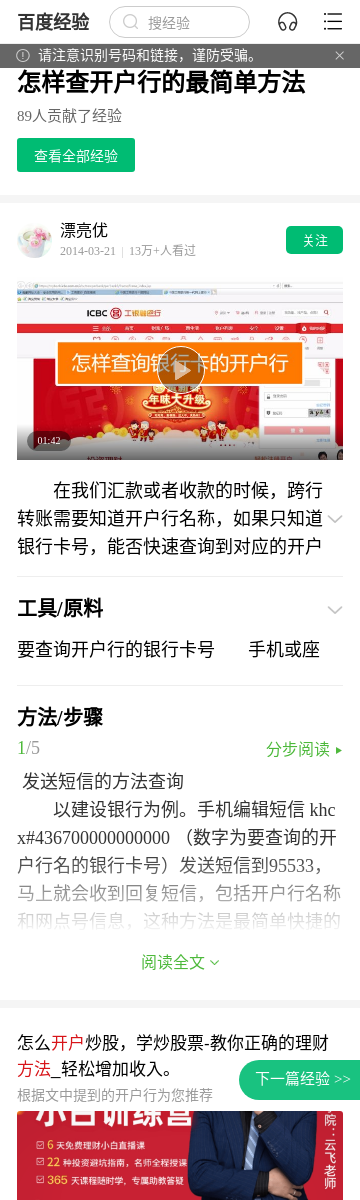 百度经验
搜经验
请注意识别号码和链接，谨防受骗。
怎样查开户行的最简单方法
89人贡献了经验
查看全部经验
漂亮优
2014-03-21 | 13万+人看过
关注
ICBC 工银融e行
怎样查询银行卡的开户行
年味大升级
01:42
在我们汇款或者收款的时候，跨行
转账需要知道开户行名称，如果只知道
银行卡号，能否快速查询到对应的开户
工具/原料
要查询开户行的银行卡号 手机或座
方法/步骤
1/5
分步阅读
发送短信的方法查询
以建设银行为例。手机编辑短信 khc
x#436700000000000 （数字为要查询的开
户行名的银行卡号）发送短信到95533，
马上就会收到回复短信，包括开户行名称
和网点号信息，这种方法是最简单快捷的
阅读全文
怎么开户炒股，学炒股票-教你正确的理财
方法_轻松增加收入。
下一篇经验 >>
根据文中提到的开户行为您推荐
小白训练营
6 天免费理财小白直播课
22 种投资避坑指南，名师全程授课
365 天课程随时学，专属助教答疑
院：云飞老师